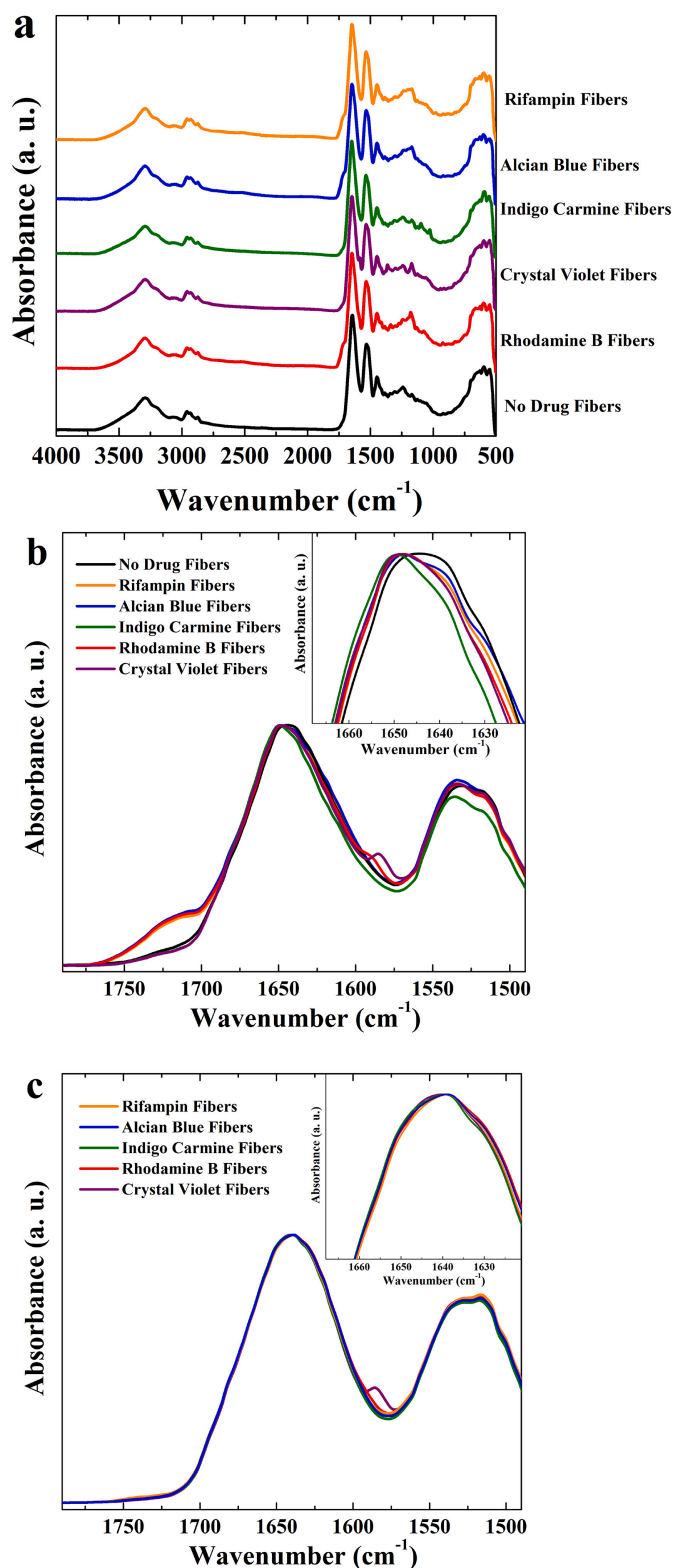 a
Absorbance (a. u.)
Rifampin Fibers
Alcian Blue Fibers
Indigo Carmine Fibers
Crystal Violet Fibers
Rhodamine B Fibers
No Drug Fibers
4000 3500 3000 2500 2000 1500 1000 500
Wavenumber (cm-1)
b
Absorbance (a. u.)
No Drug Fibers
Rifampin Fibers
Alcian Blue Fibers
Indigo Carmine Fibers
Rhodamine B Fibers
Crystal Violet Fibers
Absorbance (a. u.)
1660 1650 1640 1630
Wavenumber (cm-1)
1750 1700 1650 1600 1550 1500
Wavenumber (cm-1)
c
Absorbance (a. u.)
Rifampin Fibers
Alcian Blue Fibers
Indigo Carmine Fibers
Rhodamine B Fibers
Crystal Violet Fibers
Absorbance (a. u.)
1660 1650 1640 1630
Wavenumber (cm-1)
1750 1700 1650 1600 1550 1500
Wavenumber (cm-1)